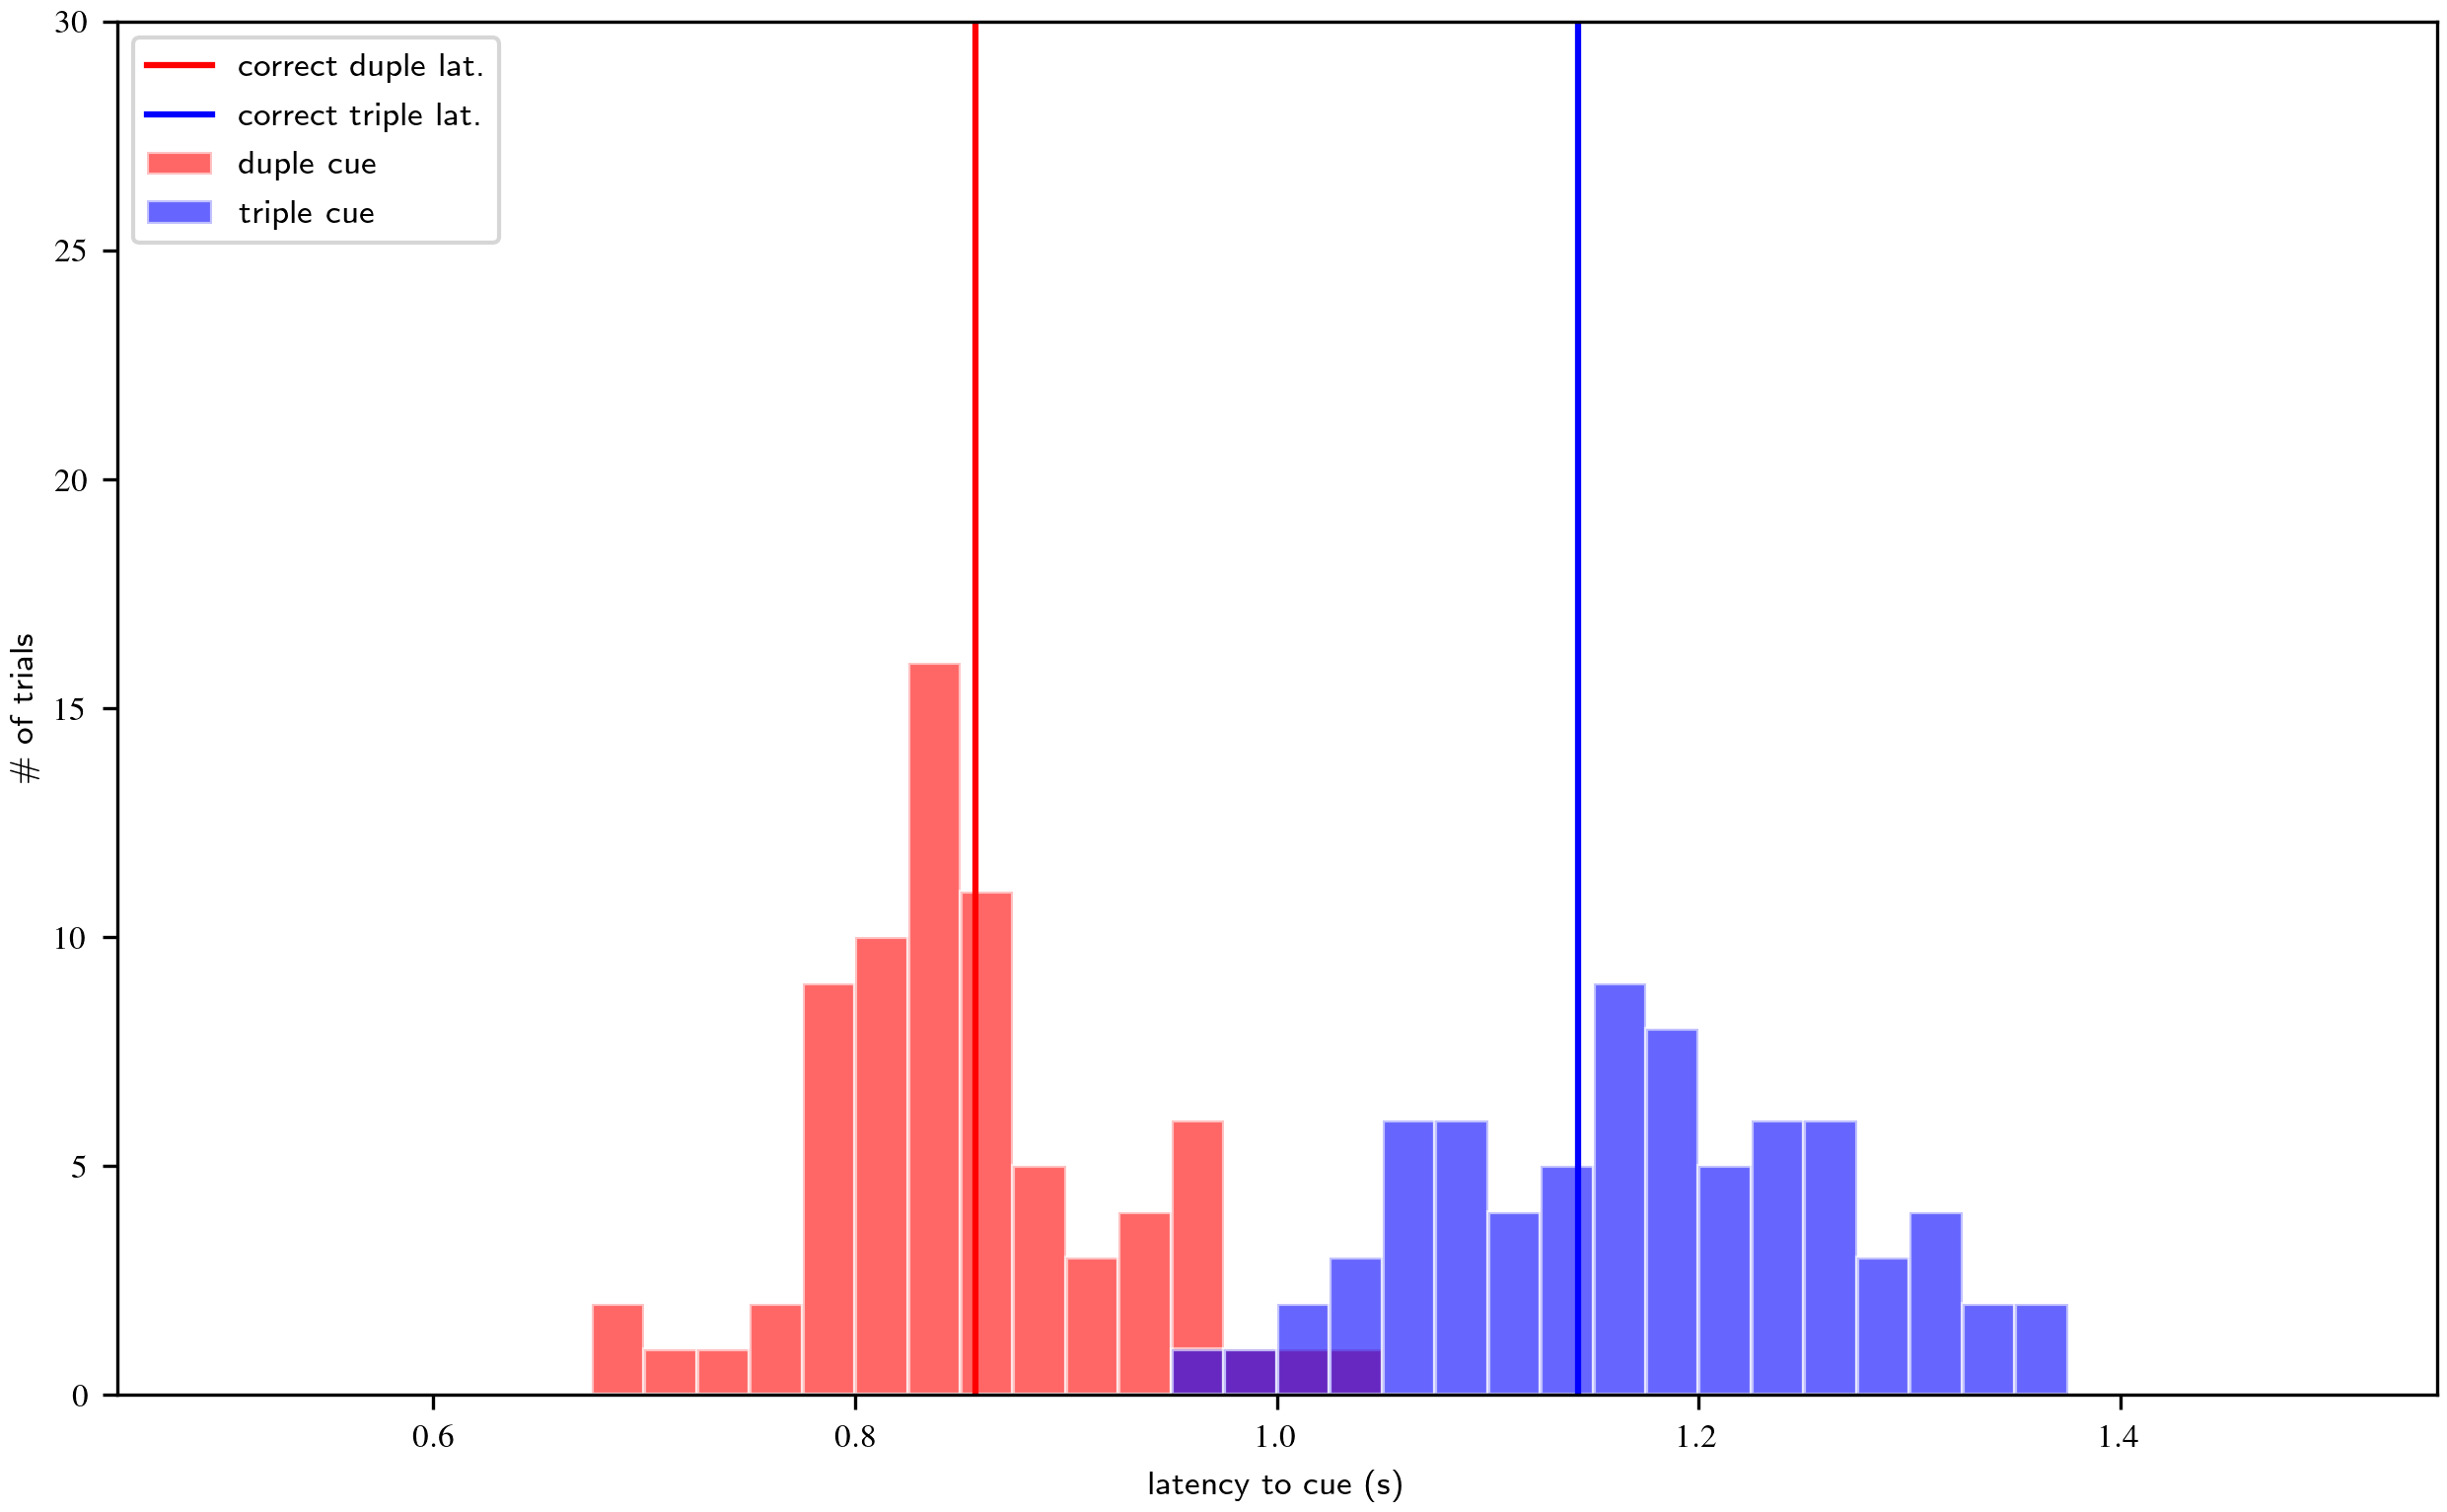 30
25
20
15
10
5
0
# of trials
correct duple lat.
correct triple lat.
duple cue
triple cue
0.6
0.8
1.0
1.2
1.4
latency to cue (s)